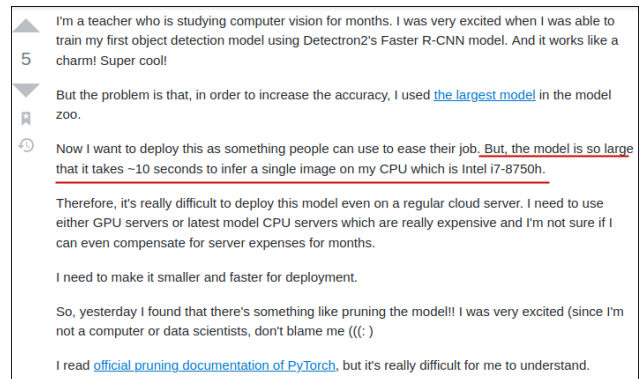 I'm a teacher who is studying computer vision for months. I was very excited when I was able to
train my first object detection model using Detectron2's Faster R-CNN model. And it works like a
charm! Super cool!
5
But the problem is that, in order to increase the accuracy, I used the largest model in the model
zoo.
Now I want to deploy this as something people can use to ease their job. But, the model is so large
that it takes ~10 seconds to infer a single image on my CPU which is Intel i7-8750h.
Therefore, it's really difficult to deploy this model even on a regular cloud server. I need to use
either GPU servers or latest model CPU servers which are really expensive and I'm not sure if I
can even compensate for server expenses for months.
I need to make it smaller and faster for deployment.
So, yesterday I found that there's something like pruning the model!! I was very excited (since I'm
not a computer or data scientists, don't blame me (((: )
I read official pruning documentation of PyTorch, but it's really difficult for me to understand.